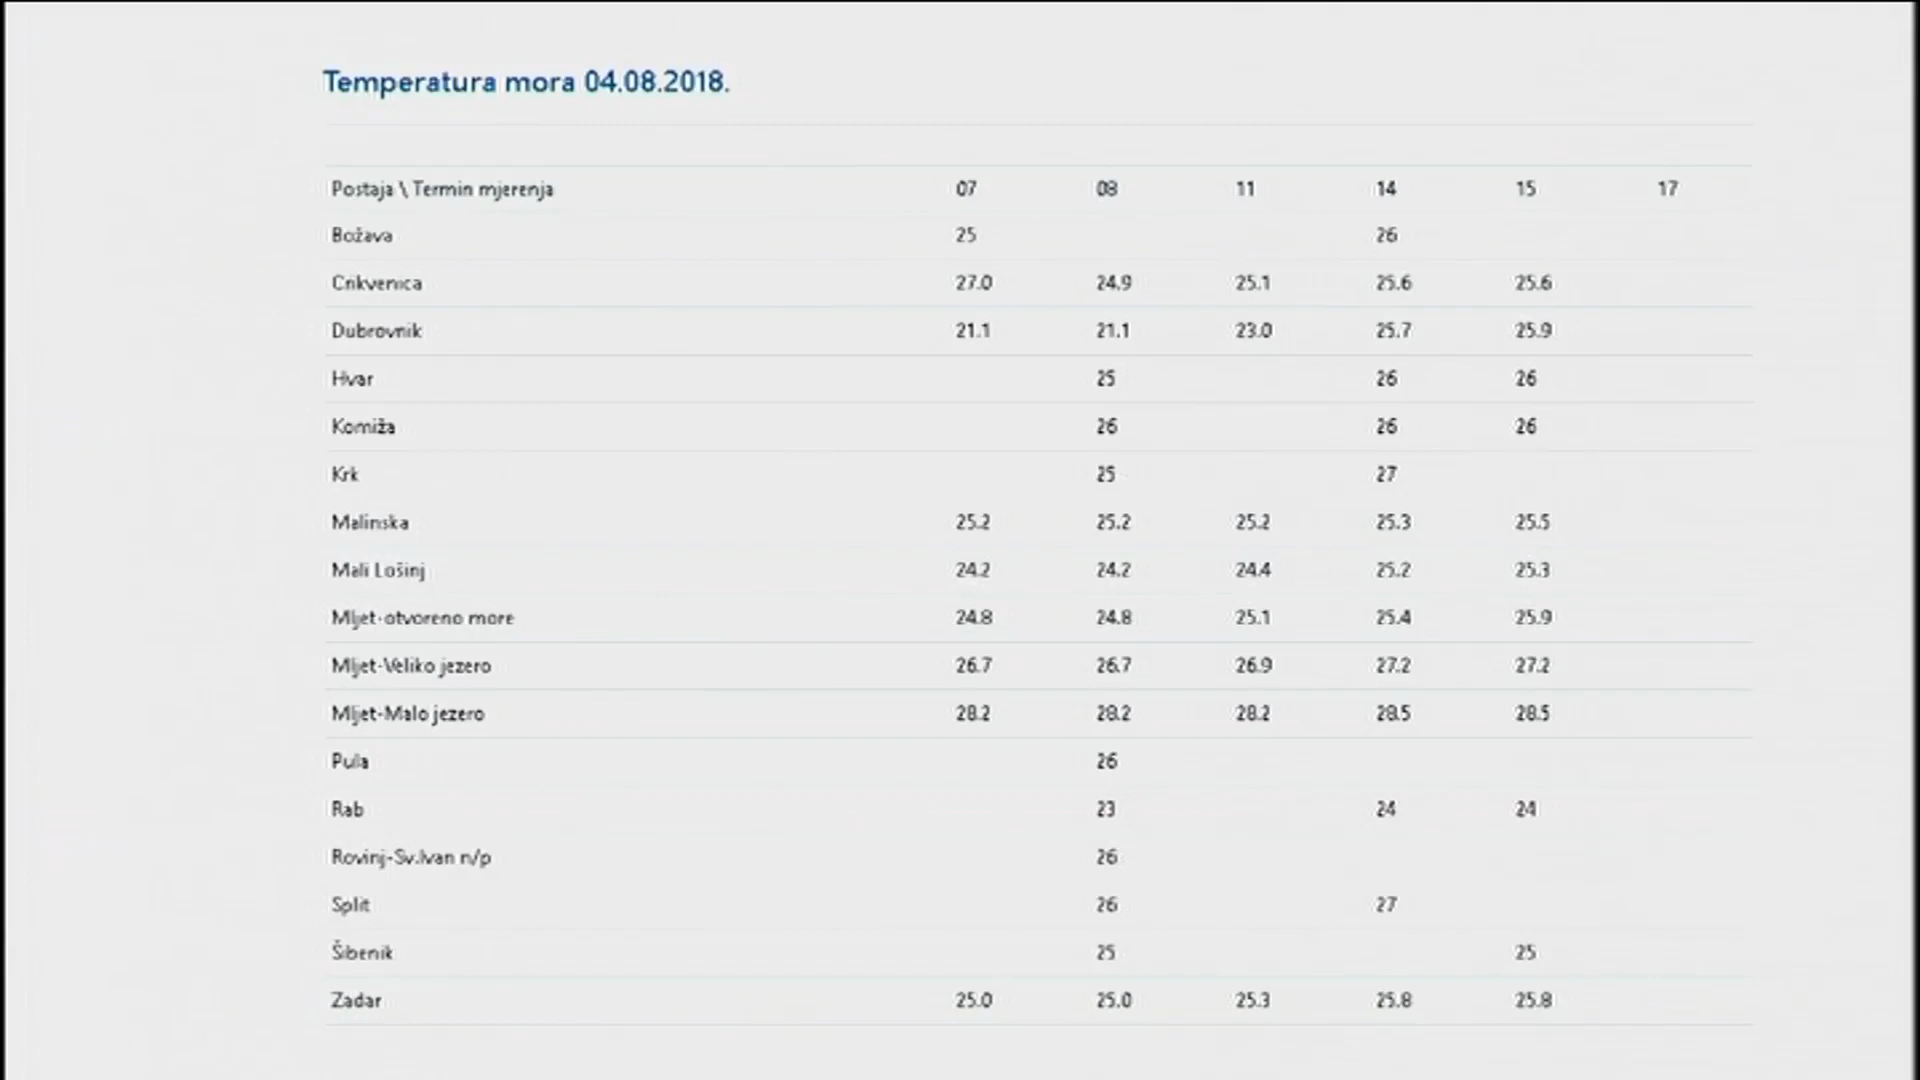 Temperatura mora 04.08.2018.
Postaja \ Termin mjerenja 07 08 11 14 15 17
Božava 25 26
Crikvenica 27.0 24.9 25.1 25.6 25.6
Dubrovnik 21.1 21.1 23.0 25.7 25.9
Hvar 25 26 26
Komiža 26 26 26
Krk 25 27
Malinska 25.2 25.2 25.2 25.3 25.5
Mali Lošinj 24.2 24.2 24.4 25.2 25.3
Mljet-otvoreno more 24.8 24.8 25.1 25.4 25.9
Mljet-Veliko jezero 26.7 26.7 26.9 27.2 27.2
Mljet-Malo jezero 28.2 28.2 28.2 28.5 28.5
Pula 26
Rab 23 24 24
Rovinj-Sv.Ivan n/p 26
Split 26 27
Šibenik 25 25
Zadar 25.0 25.0 25.3 25.8 25.8